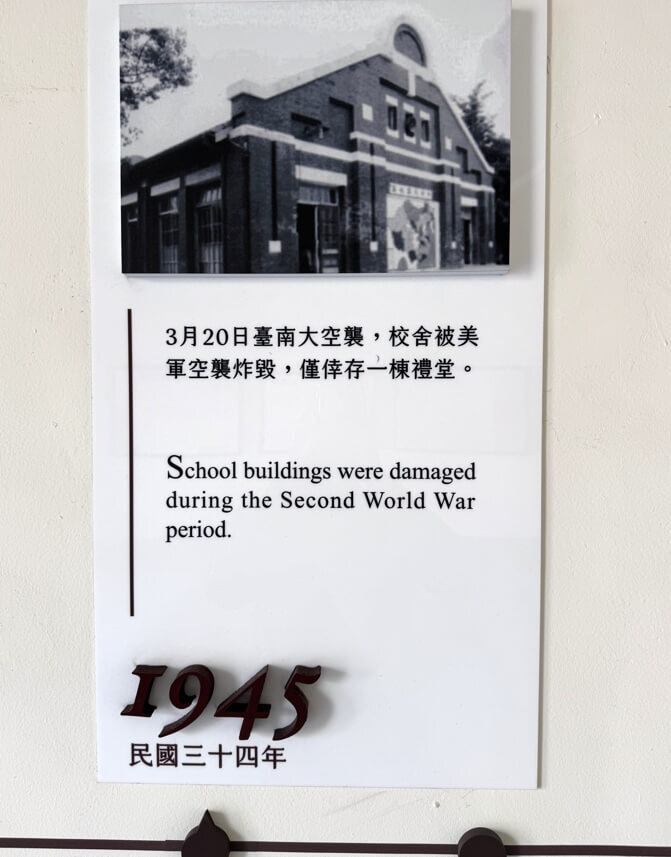 3月20日臺南大空襲，校舍被美
軍空襲炸毀，僅倖存一棟禮堂。
School buildings were damaged
during the Second World War
period.
1945
民國三十四年